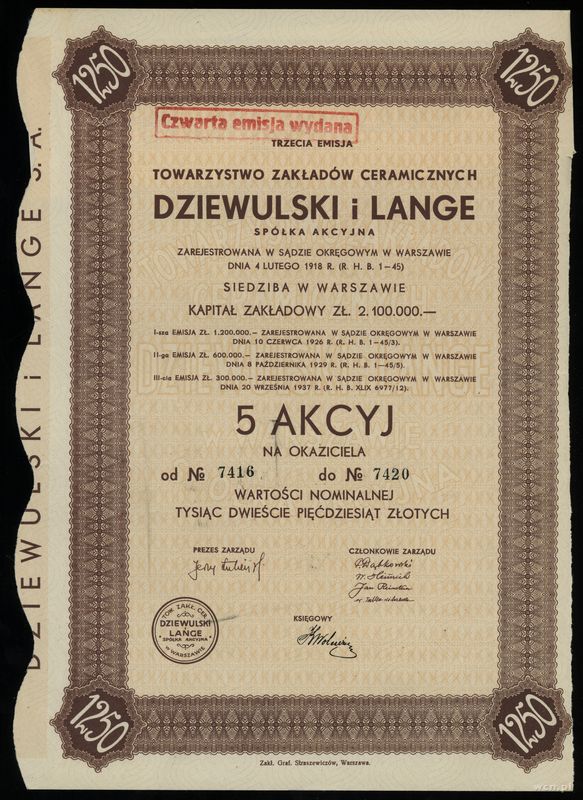 1250
1250
Czwarta emisja wydana
TRZECIA EMISJA
TOWARZYSTWO ZAKŁADÓW CERAMICZNYCH
DZIEWULSKI i LANGE
SPÓŁKA AKCYJNA
ZAREJESTROWANA W SĄDZIE OKRĘGOWYM W WARSZAWIE
DNIA 4 LUTEGO 1918 R. (R. H. B. 1-45)
SIEDZIBA W WARSZAWIE
KAPITAŁ ZAKŁADOWY ZŁ. 2.100.000.—
I-sza EMISJA ZŁ. 1.200.000.— ZAREJESTROWANA W SĄDZIE OKRĘGOWYM W WARSZAWIE
DNIA 10 CZERWCA 1926 R. (R. H. B. 1-45/3).
II-ga EMISJA ZŁ. 600.000.— ZAREJESTROWANA W SĄDZIE OKRĘGOWYM W WARSZAWIE
DNIA 8 PAŹDZIERNIKA 1929 R. (R. H. B. 1-45/5).
III-cia EMISJA ZŁ. 300.000.— ZAREJESTROWANA W SĄDZIE OKRĘGOWYM W WARSZAWIE
DNIA 20 WRZEŚNIA 1937 R. (R. H. B. XLIX 6977/12).
5 AKCYJ
NA OKAZICIELA
od № 7416 do № 7420
WARTOŚCI NOMINALNEJ
TYSIĄC DWIEŚCIE PIĘĆDZIESIĄT ZŁOTYCH
PREZES ZARZĄDU
CZŁONKOWIE ZARZĄDU
KSIĘGOWY
TOW. ZAKŁ. CER.
DZIEWULSKI
i
LANGE
SPÓŁKA AKCYJNA
W WARSZAWIE
1250
1250
Zakł. Graf. Straszewiczów, Warszawa.
DZIEWULSKI i LANGE S. A.
wcn.pl